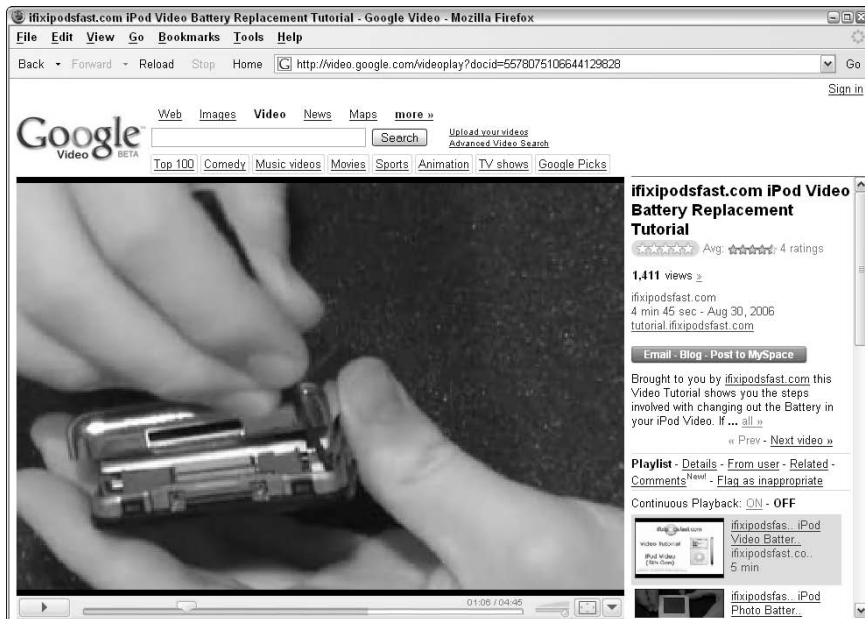 ifixipodsfast.com iPod Video Battery Replacement Tutorial - Google Video - Mozilla Firefox
File Edit View Go Bookmarks Tools Help
Back Forward Reload Stop Home http://video.google.com/videoplay?docid=5578075106644129828 Go
Sign in
Web Images Video News Maps more »
Google Video BETA
Search
Upload your videos
Advanced Video Search
Top 100 Comedy Music videos Movies Sports Animation TV shows Google Picks
ifixipodsfast.com iPod Video
Battery Replacement
Tutorial
Avg: 4 ratings
1,411 views »
ifixipodsfast.com
4 min 45 sec - Aug 30, 2006
tutorial.ifixipodsfast.com
Email - Blog - Post to MySpace
Brought to you by ifixipodsfast.com this
Video Tutorial shows you the steps
involved with changing out the Battery in
your iPod Video. If ... all »
« Prev - Next video »
Playlist - Details - From user - Related -
Comments New! - Flag as inappropriate
Continuous Playback: ON - OFF
Video Tutorial
iPod Video
ifixipodsfas.. iPod
Video Batter..
ifixipodsfast.co..
5 min
ifixipodsfas.. iPod
Photo Batter..
01:06 / 04:45